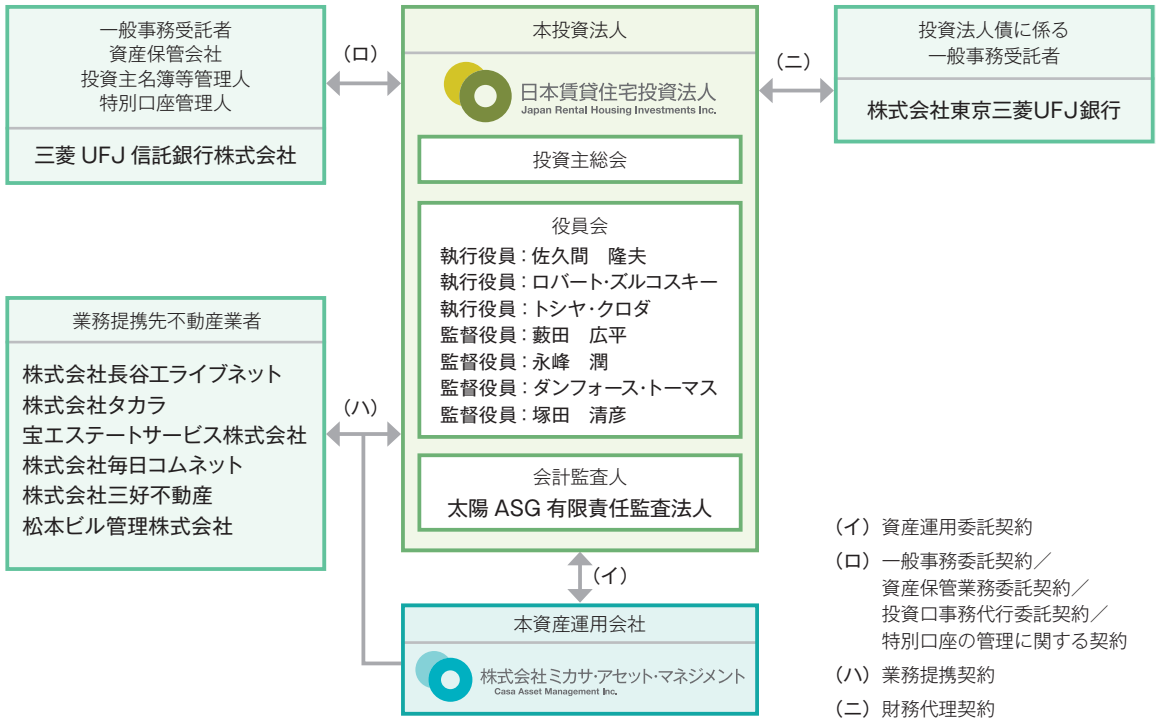 一般事務受託者
資産保管会社
投資主名簿等管理人
特別口座管理人
三菱 UFJ 信託銀行株式会社
（ロ）
本投資法人
日本賃貸住宅投資法人
Japan Rental Housing Investments Inc.
投資主総会
役員会
執行役員：佐久間　隆夫
執行役員：ロバート・ズルコスキー
執行役員：トシヤ・クロダ
監督役員：藪田　広平
監督役員：永峰　潤
監督役員：ダンフォース・トーマス
監督役員：塚田　清彦
会計監査人
太陽 ASG 有限責任監査法人
（ニ）
投資法人債に係る
一般事務受託者
株式会社東京三菱UFJ銀行
業務提携先不動産業者
株式会社長谷工ライブネット
株式会社タカラ
宝エステートサービス株式会社
株式会社毎日コムネット
株式会社三好不動産
松本ビル管理株式会社
（ハ）
（イ）
本資産運用会社
株式会社ミカサ・アセット・マネジメント
Casa Asset Management Inc.
（イ）資産運用委託契約
（ロ）一般事務委託契約／
資産保管業務委託契約／
投資口事務代行委託契約／
特別口座の管理に関する契約
（ハ）業務提携契約
（ニ）財務代理契約